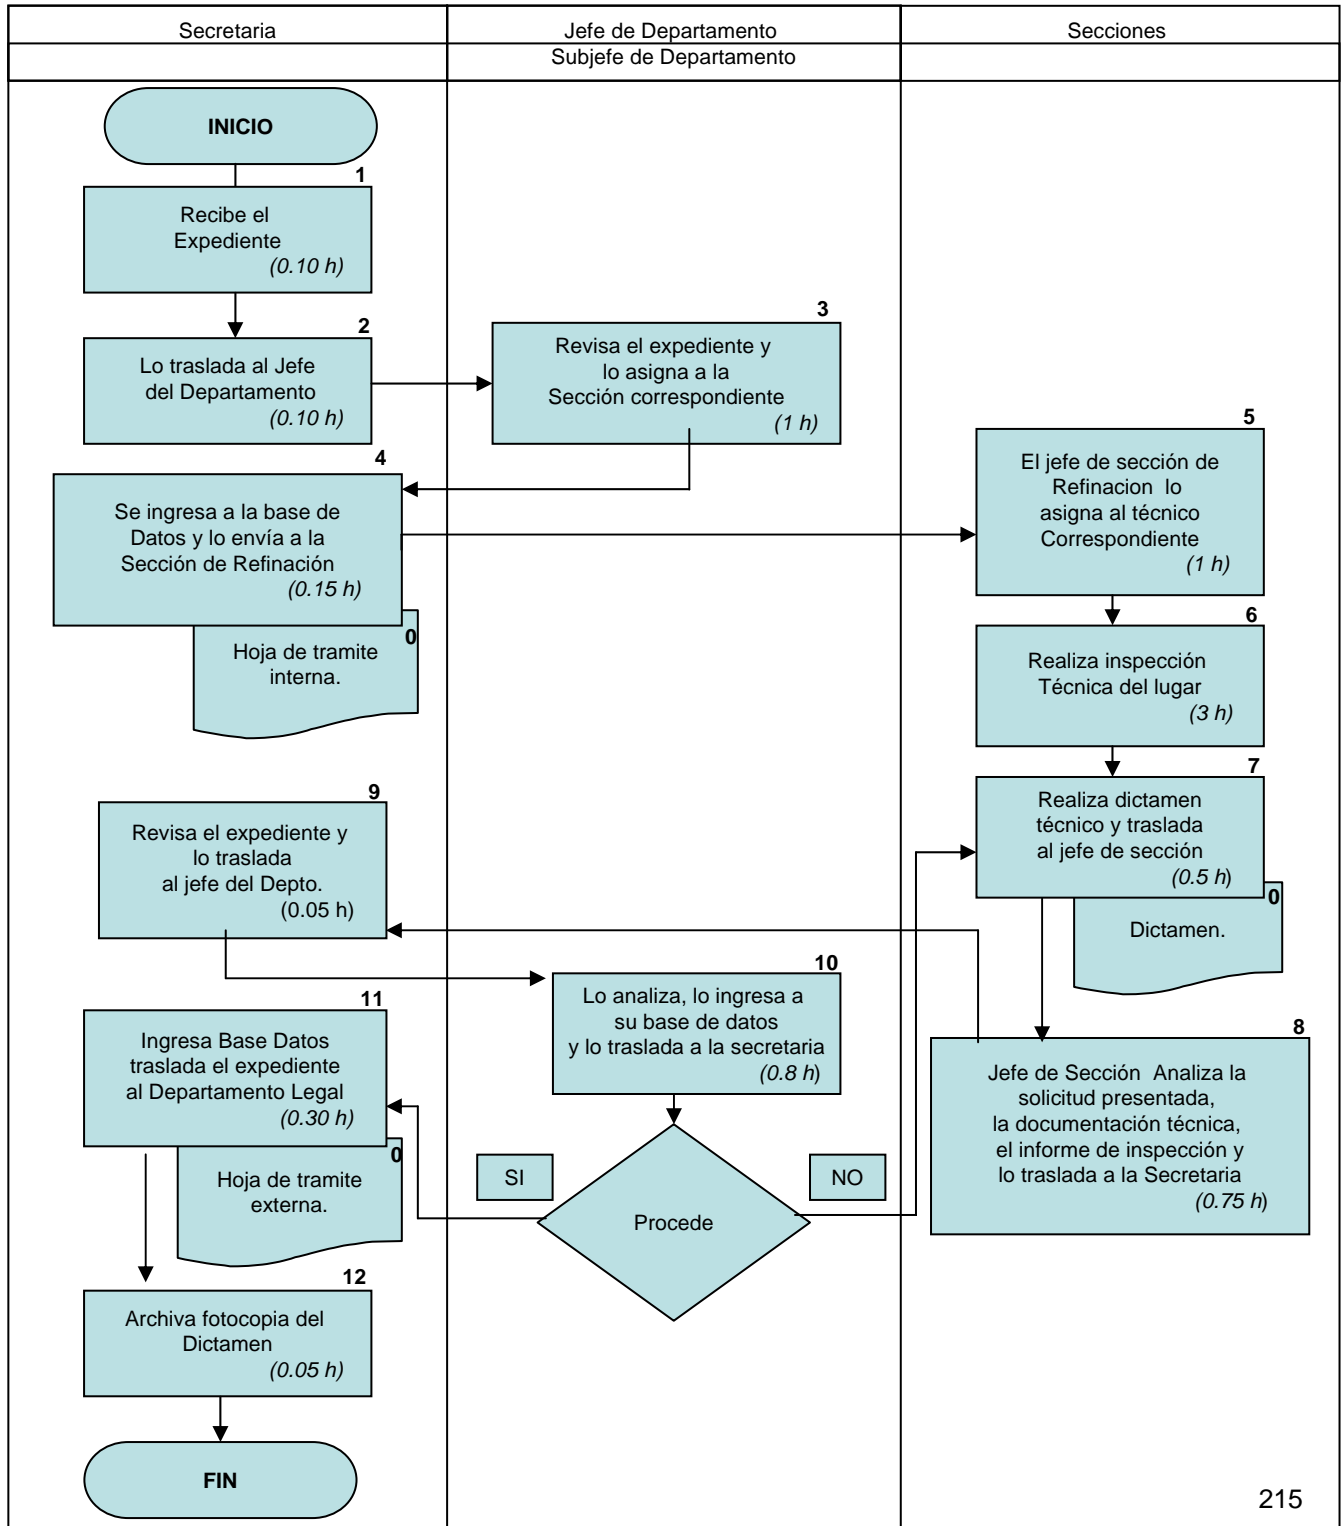 Secretaria
Jefe de Departamento
Subjefe de Departamento
Secciones
INICIO
1
Recibe el
Expediente
(0.10 h)
2
Lo traslada al Jefe
del Departamento
(0.10 h)
3
Revisa el expediente y
lo asigna a la
Sección correspondiente
(1 h)
4
Se ingresa a la base de
Datos y lo envía a la
Sección de Refinación
(0.15 h)
0
Hoja de tramite
interna.
5
El jefe de sección de
Refinacion lo
asigna al técnico
Correspondiente
(1 h)
6
Realiza inspección
Técnica del lugar
(3 h)
7
Realiza dictamen
técnico y traslada
al jefe de sección
(0.5 h)
0
Dictamen.
8
Jefe de Sección Analiza la
solicitud presentada,
la documentación técnica,
el informe de inspección y
lo traslada a la Secretaria
(0.75 h)
9
Revisa el expediente y
lo traslada
al jefe del Depto.
(0.05 h)
10
Lo analiza, lo ingresa a
su base de datos
y lo traslada a la secretaria
(0.8 h)
SI
Procede
NO
11
Ingresa Base Datos
traslada el expediente
al Departamento Legal
(0.30 h)
0
Hoja de tramite
externa.
12
Archiva fotocopia del
Dictamen
(0.05 h)
FIN
215